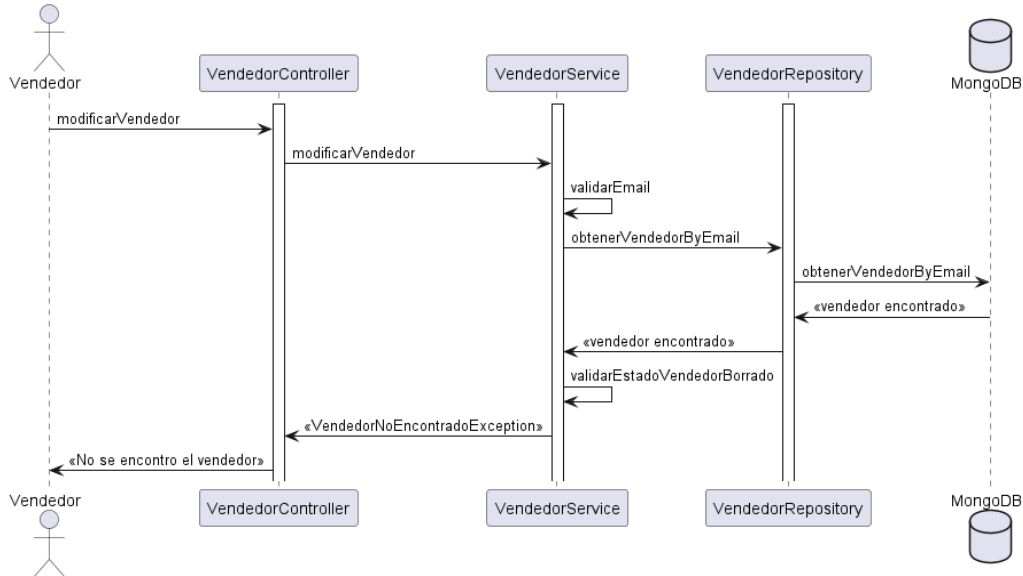 Vendedor
VendedorController
VendedorService
VendedorRepository
MongoDB
modificarVendedor
modificarVendedor
validarEmail
obtenerVendedorByEmail
obtenerVendedorByEmail
«vendedor encontrado»
«vendedor encontrado»
validarEstadoVendedorBorrado
«VendedorNoEncontradoException»
«No se encontro el vendedor»
Vendedor
VendedorController
VendedorService
VendedorRepository
MongoDB